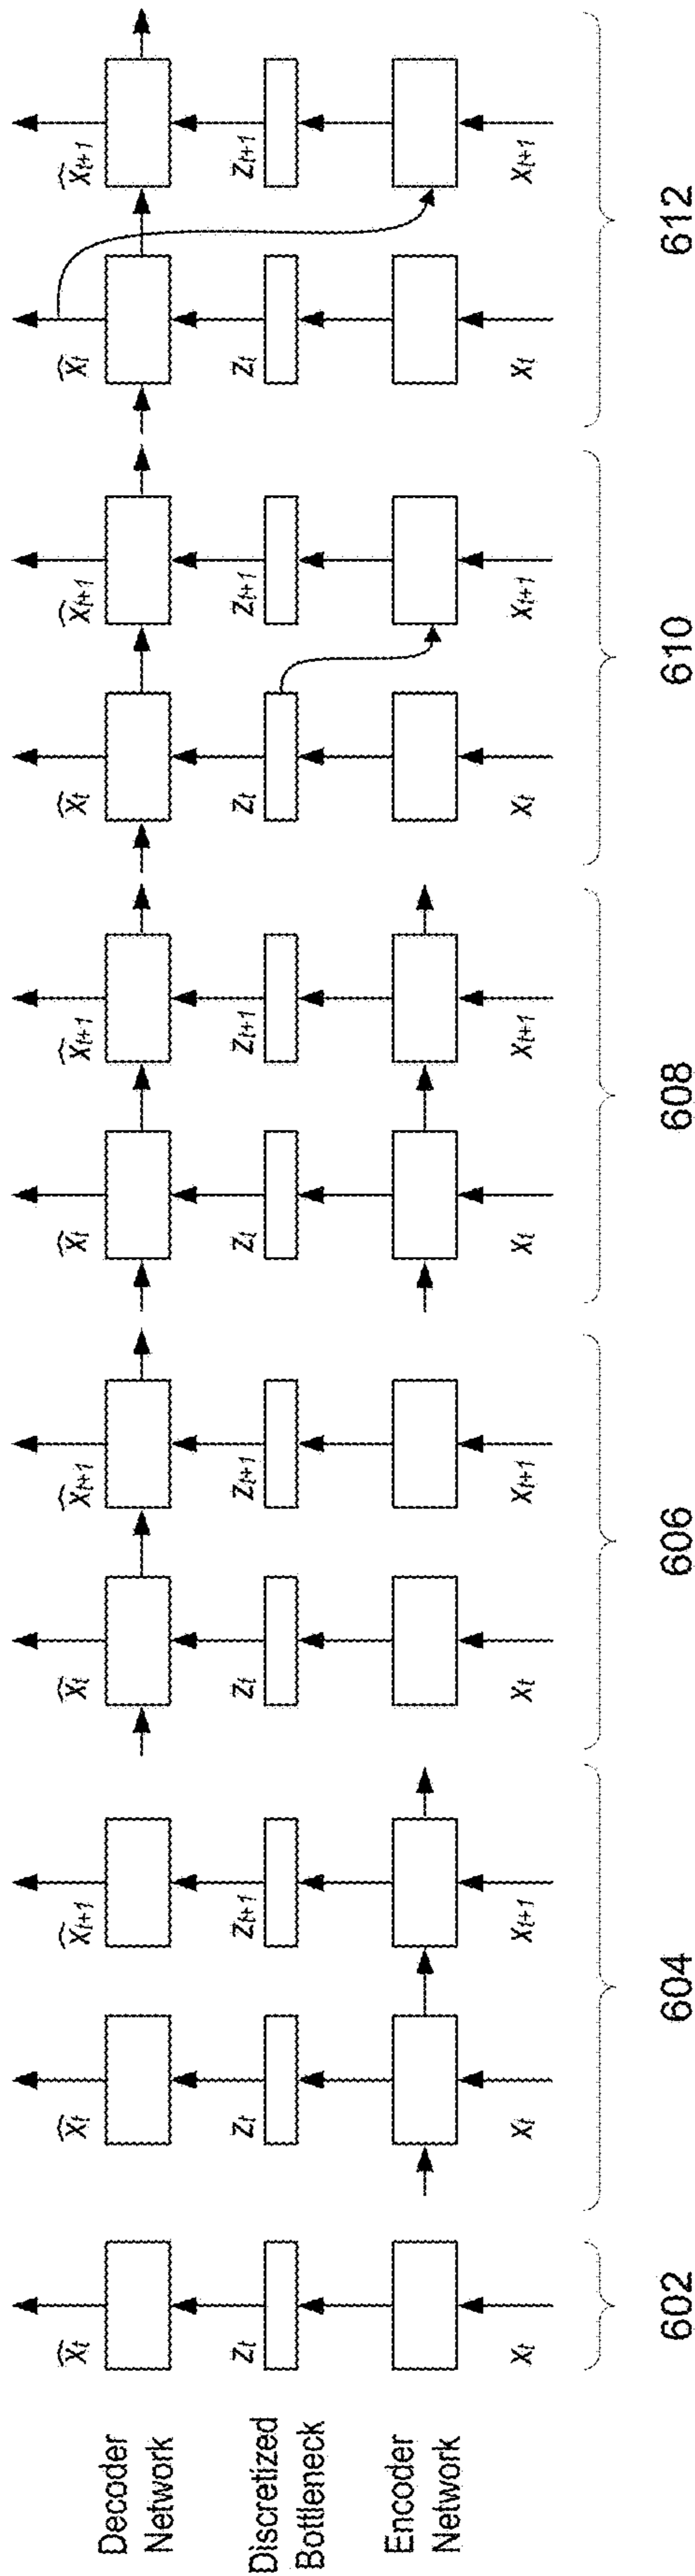 Decoder
Network
Discretized
Bottleneck
Encoder
Network
x̂t
zt
xt
602
x̂t
x̂t+1
zt
zt+1
xt
xt+1
604
x̂t
x̂t+1
zt
zt+1
xt
xt+1
606
x̂t
x̂t+1
zt
zt+1
xt
xt+1
608
x̂t
x̂t+1
zt
zt+1
xt
xt+1
610
x̂t
x̂t+1
zt
zt+1
xt
xt+1
612